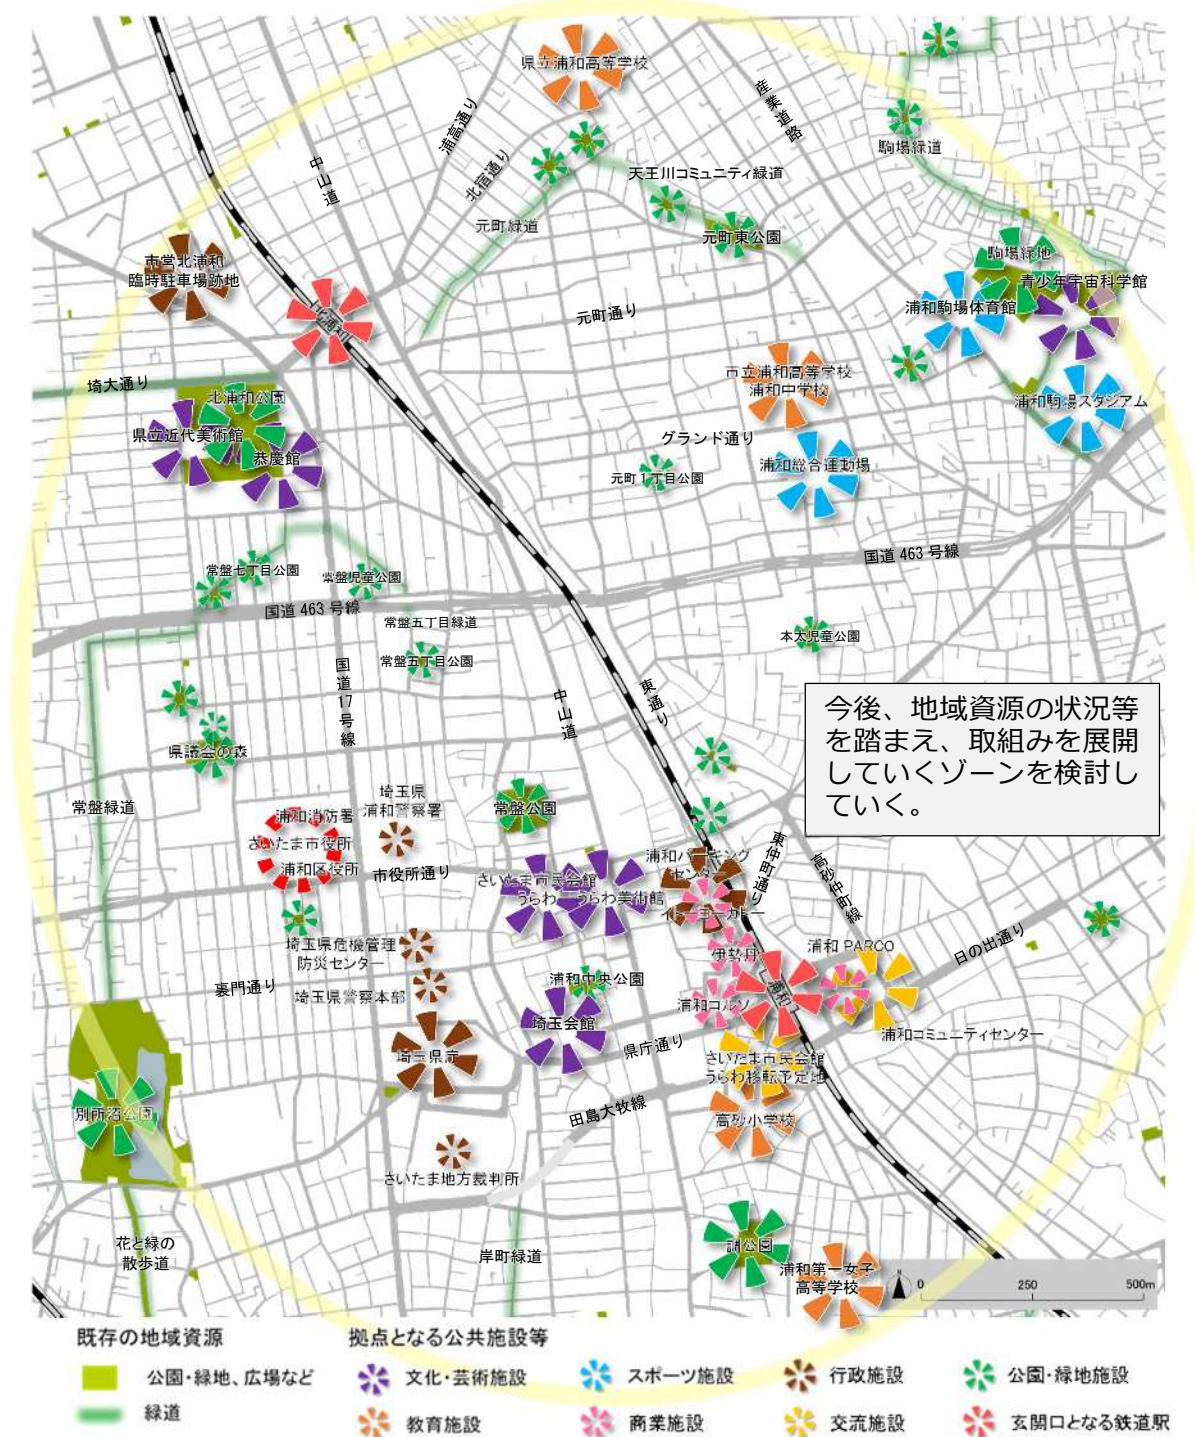 県立浦和高等学校
産業道路
浦高通り
北宿通り
中山道
駒場緑道
天王川コミュニティ緑道
元町緑道
元町東公園
市営北浦和
臨時駐車場跡地
駒場緑地
青少年宇宙科学館
浦和駒場体育館
北浦和
元町通り
埼大通り
北浦和公園
県立近代美術館
恭慶館
市立浦和高等学校
浦和中学校
浦和駒場スタジアム
グランド通り
浦和総合運動場
元町1丁目公園
国道 463 号線
常盤七丁目公園
常盤児童公園
国道 463 号線
常盤五丁目緑道
本太児童公園
常盤五丁目公園
国道17号線
中山道
東通り
今後、地域資源の状況等
を踏まえ、取組みを展開
していくゾーンを検討し
ていく。
県議会の森
常盤緑道
埼玉県
浦和警察署
常盤公園
浦和消防署
さいたま市役所
浦和区役所
市役所通り
浦和パーキング
センター
東仲町通り
高砂仲町線
さいたま市民会館
うらわ
うらわ美術館
イトーヨーカドー
伊勢丹
浦和 PARCO
日の出通り
埼玉県危機管理
防災センター
裏門通り
埼玉県警察本部
浦和中央公園
浦和コルソ
浦和
埼玉会館
浦和コミュニティセンター
県庁通り
埼玉県庁
さいたま市民会館
うらわ移転予定地
別所沼公園
田島大牧線
高砂小学校
さいたま地方裁判所
花と緑の
散歩道
岸町緑道
調公園
浦和第一女子
高等学校
N
0 250 500m
既存の地域資源
公園・緑地、広場など
緑道
拠点となる公共施設等
文化・芸術施設
スポーツ施設
行政施設
公園・緑地施設
教育施設
商業施設
交流施設
玄関口となる鉄道駅